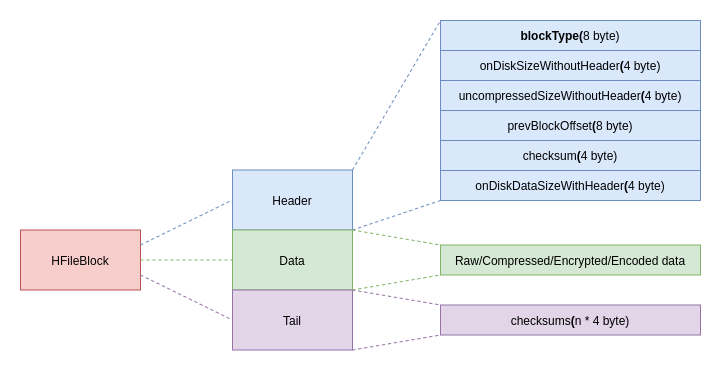 HFileBlock
Header
Data
Tail
blockType(8 byte)
onDiskSizeWithoutHeader(4 byte)
uncompressedSizeWithoutHeader(4 byte)
prevBlockOffset(8 byte)
checksum(4 byte)
onDiskDataSizeWithHeader(4 byte)
Raw/Compressed/Encrypted/Encoded data
checksums(n * 4 byte)